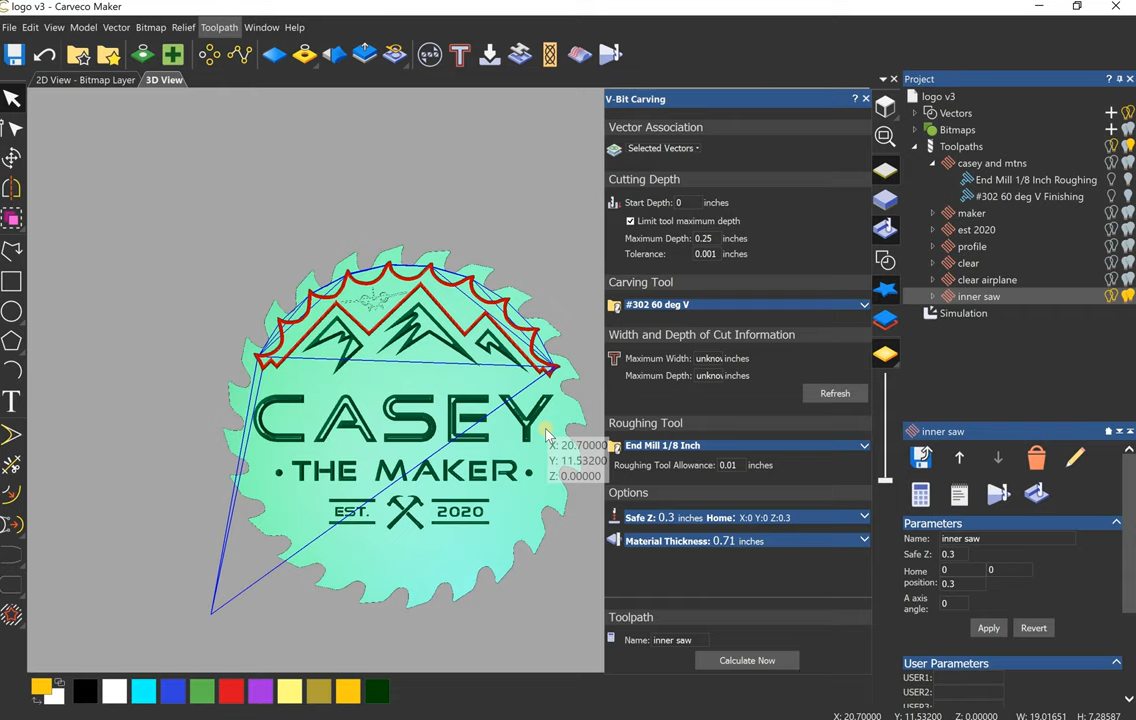 logo v3 - Carveco Maker
File Edit View Model Vector Bitmap Relief Toolpath Window Help
2D View - Bitmap Layer 3D View
CASEY
• THE MAKER •
EST. 2020
X: 20.70000
Y: 11.53200
Z: 0.00000
V-Bit Carving
Vector Association
Selected Vectors
Cutting Depth
Start Depth: 0 inches
Limit tool maximum depth
Maximum Depth: 0.25 inches
Tolerance: 0.001 inches
Carving Tool
#302 60 deg V
Width and Depth of Cut Information
Maximum Width: unknov inches
Maximum Depth: unknov inches
Refresh
Roughing Tool
End Mill 1/8 Inch
Roughing Tool Allowance: 0.01 inches
Options
Safe Z: 0.3 inches Home: X:0 Y:0 Z:0.3
Material Thickness: 0.71 inches
Toolpath
Name: inner saw
Calculate Now
Project
logo v3
Vectors
Bitmaps
Toolpaths
casey and mtns
End Mill 1/8 Inch Roughing
#302 60 deg V Finishing
maker
est 2020
profile
clear
clear airplane
inner saw
Simulation
inner saw
Parameters
Name: inner saw
Safe Z: 0.3
Home position: 0 0
0.3
A axis angle: 0
Apply Revert
User Parameters
USER1:
USER2:
X: 20.70000 Y: 11.53200 Z: 0.00000 W: 19.01651 H: 7.28587